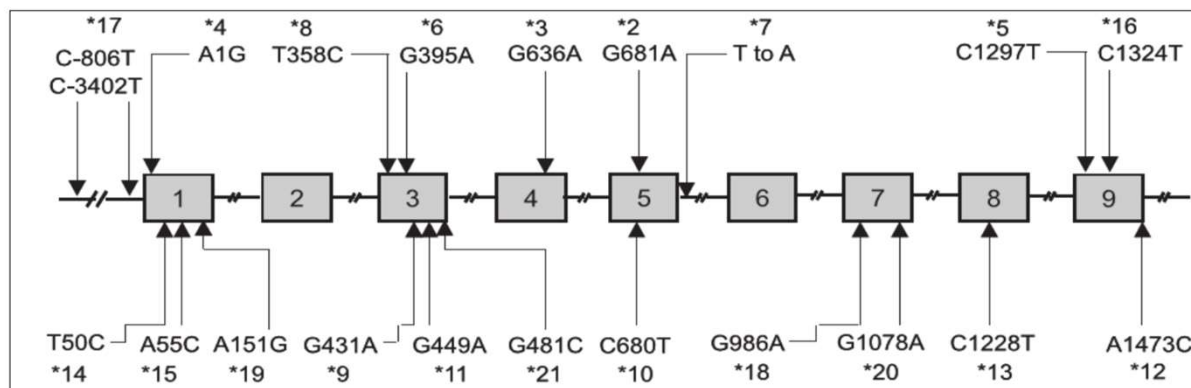 *17 *4 *8 *6 *3 *2 *7 *5 *16
C-806T A1G T358C G395A G636A G681A T to A C1297T C1324T
C-3402T
1 2 3 4 5 6 7 8 9
T50C A55C A151G G431A G449A G481C C680T G986A G1078A C1228T A1473C
*14 *15 *19 *9 *11 *21 *10 *18 *20 *13 *12